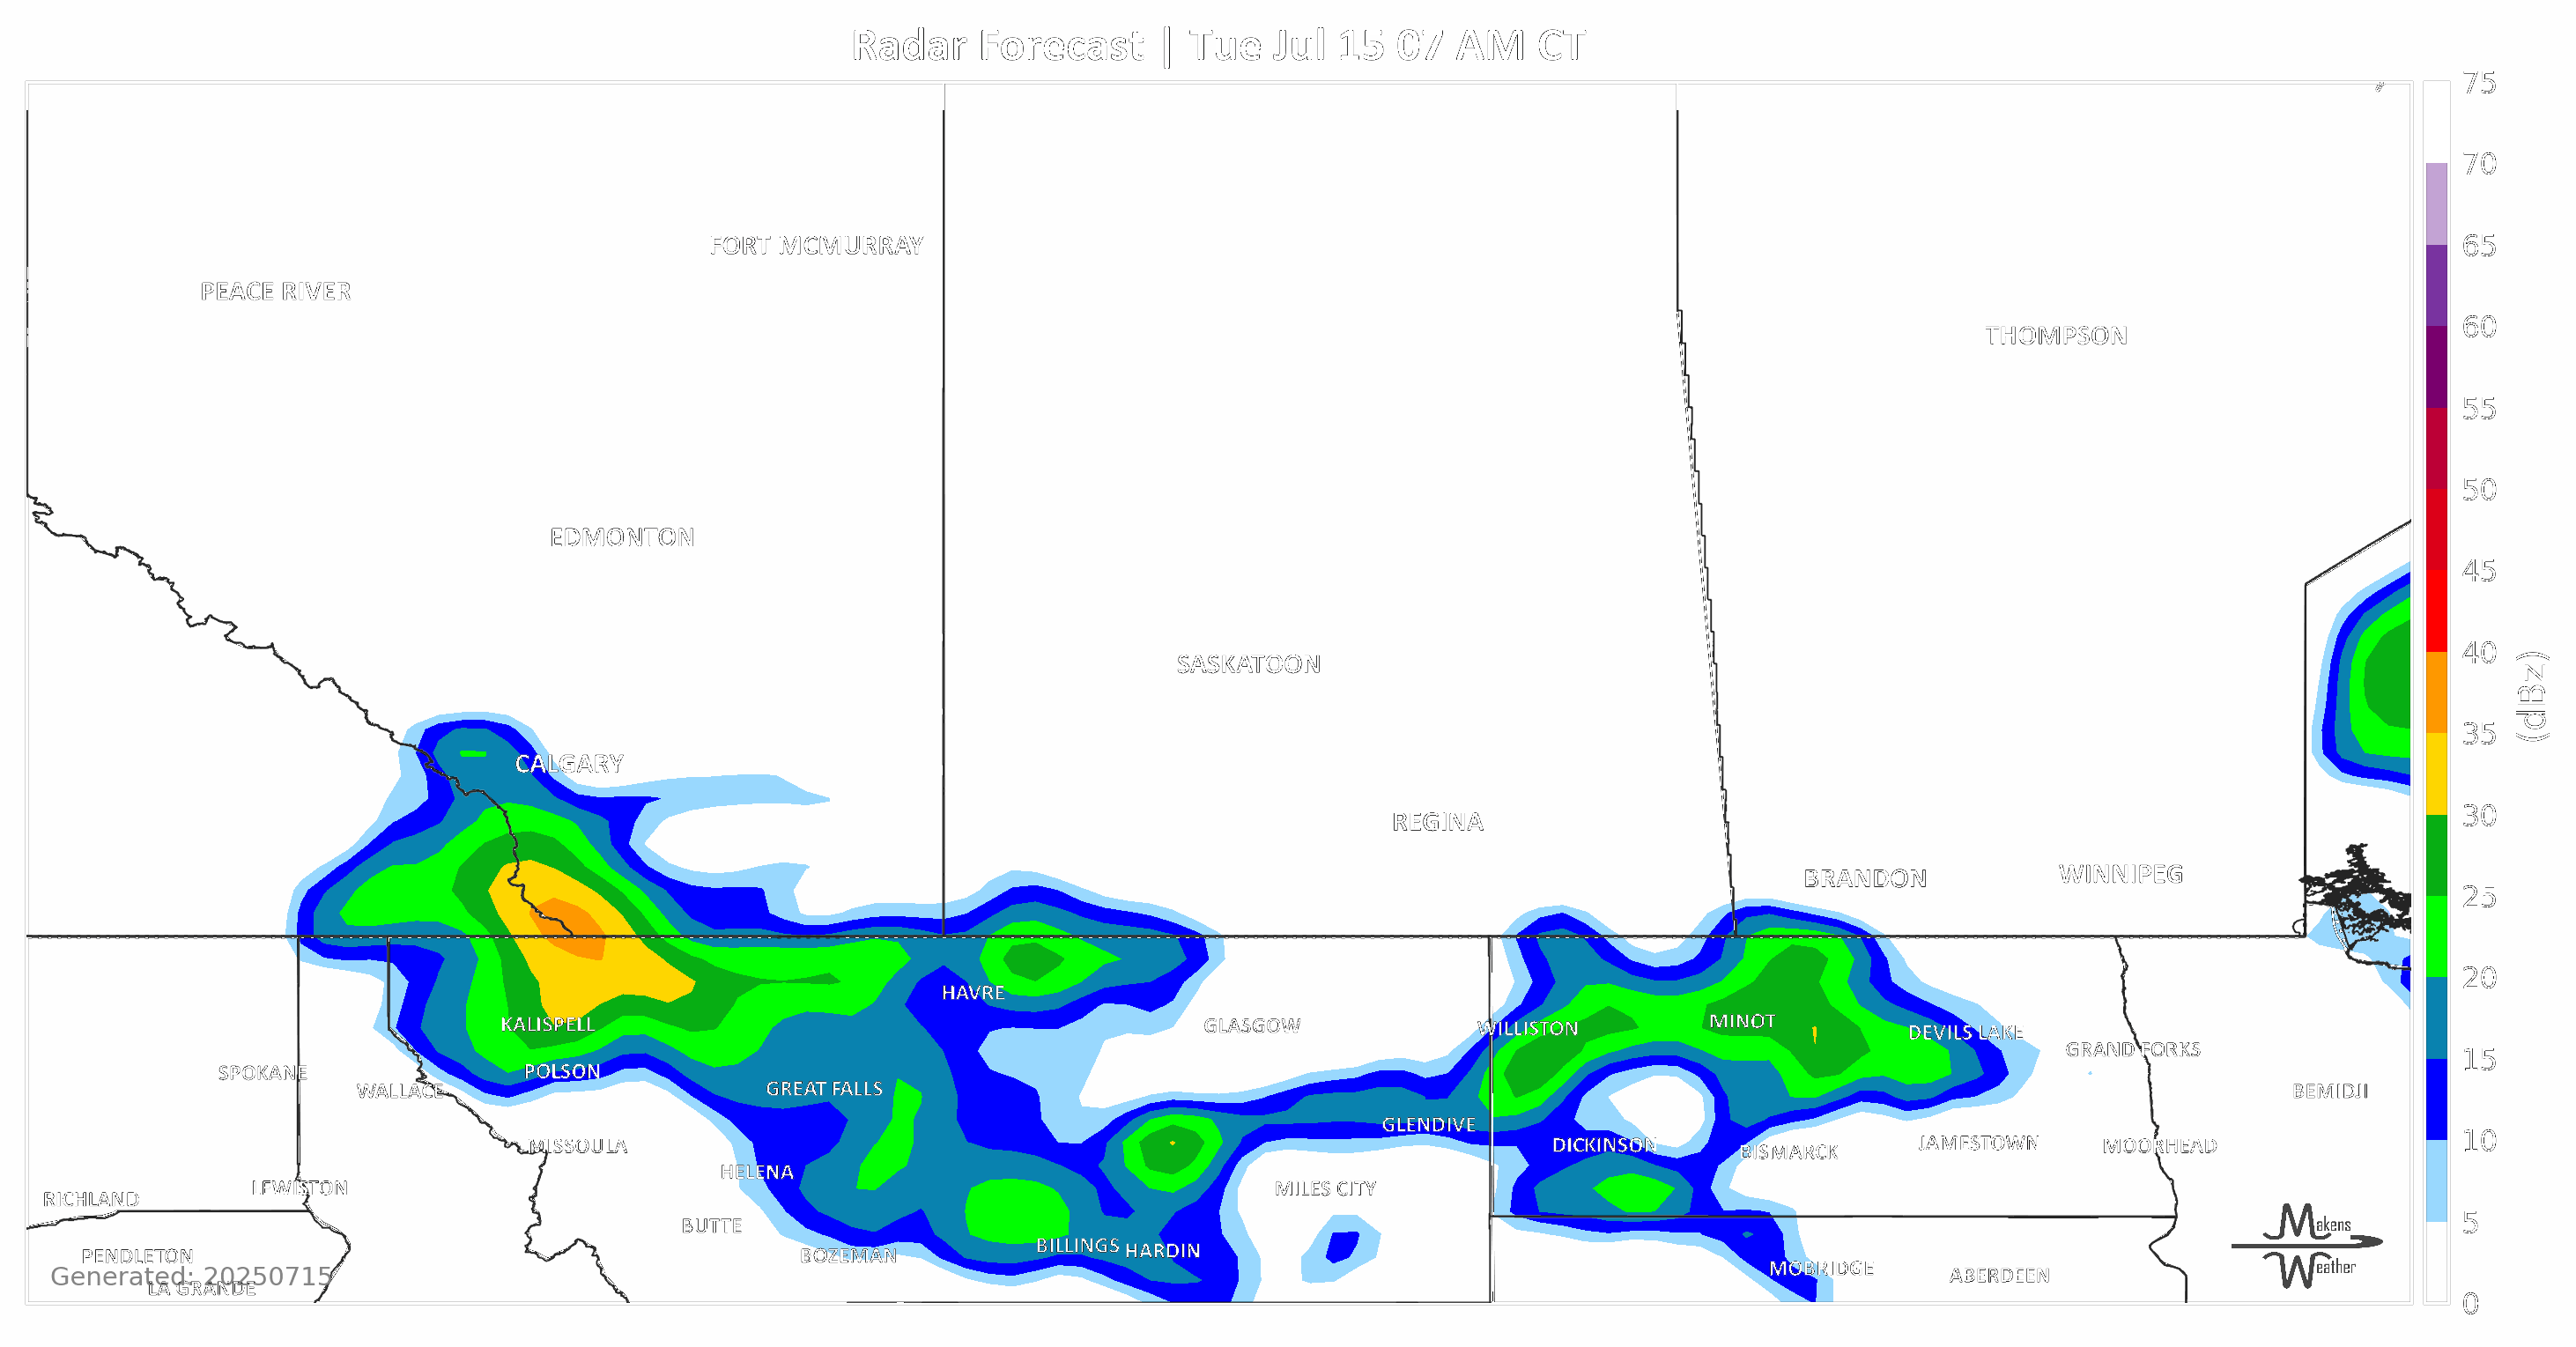 Radar Forecast | Tue Jul 15 07 AM CT
75
70
FORT MCMURRAY
65
PEACE RIVER
60
THOMPSON
55
50
EDMONTON
45
40
SASKATOON
(dBz)
35
CALGARY
30
REGINA
WINNIPEG
BRANDON
25
20
HAVRE
MINOT
KALISPELL
GLASGOW
WILLISTON
DEVILS LAKE
GRAND FORKS
15
SPOKANE
POLSON
WALLACE
GREAT FALLS
BEMIDJI
GLENDIVE
10
MISSOULA
DICKINSON
BISMARCK
JAMESTOWN
MOORHEAD
HELENA
LEWISTON
MILES CITY
RICHLAND
5
BUTTE
Makens
BILLINGS
HARDIN
PENDLETON
BOZEMAN
Weather
MOBRIDGE
ABERDEEN
Generated: 20250715
LA GRANDE
0